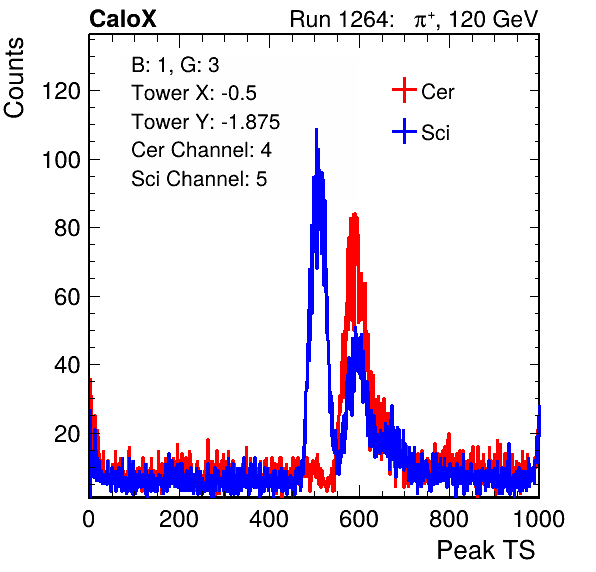 CaloX Run 1264: π⁺, 120 GeV
B: 1, G: 3
Tower X: -0.5
Tower Y: -1.875
Cer Channel: 4
Sci Channel: 5
Cer
Sci
Counts
120
100
80
60
40
20
0 200 400 600 800 1000
Peak TS